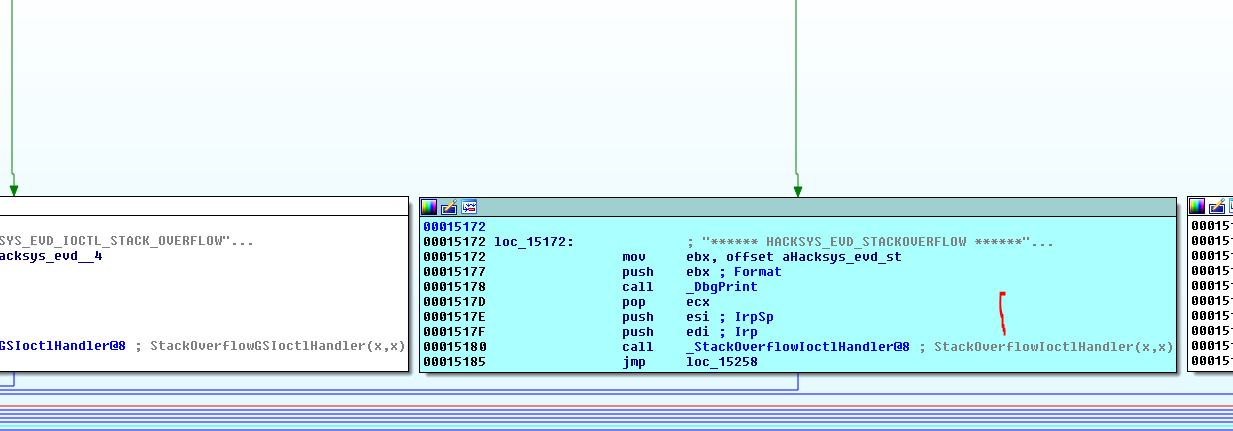 SYS_EVD_IOCTL_STACK_OVERFLOW"...
acksys_evd__4
GSIoctlHandler@8 ; StackOverflowGSIoctlHandler(x,x)
00015172
00015172 loc_15172: ; "****** HACKSYS_EVD_STACKOVERFLOW ******"...
00015172 mov ebx, offset aHacksys_evd_st
00015177 push ebx ; Format
00015178 call _DbgPrint
0001517D pop ecx
0001517E push esi ; IrpSp
0001517F push edi ; Irp
00015180 call _StackOverflowIoctlHandler@8 ; StackOverflowIoctlHandler(x,x)
00015185 jmp loc_15258
00015
00015
00015
00015
00015
00015
00015
00015
00015
00015